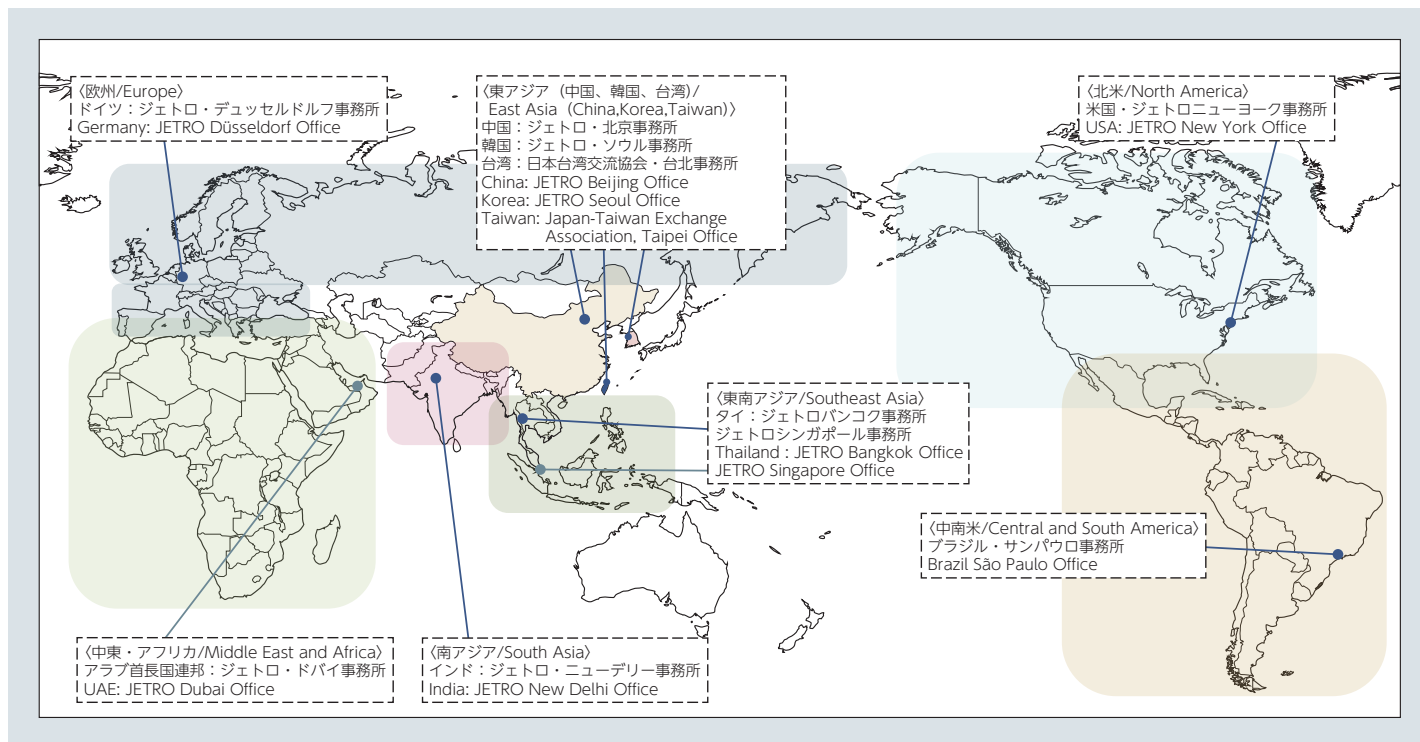 〈欧州/Europe〉
ドイツ：ジェトロ・デュッセルドルフ事務所
Germany: JETRO Düsseldorf Office
〈東アジア（中国、韓国、台湾)/
East Asia（China,Korea,Taiwan)〉
中国：ジェトロ・北京事務所
韓国：ジェトロ・ソウル事務所
台湾：日本台湾交流協会・台北事務所
China: JETRO Beijing Office
Korea: JETRO Seoul Office
Taiwan: Japan-Taiwan Exchange
Association, Taipei Office
〈北米/North America〉
米国・ジェトロニューヨーク事務所
USA: JETRO New York Office
〈東南アジア/Southeast Asia〉
タイ：ジェトロバンコク事務所
ジェトロシンガポール事務所
Thailand : JETRO Bangkok Office
JETRO Singapore Office
〈中南米/Central and South America〉
ブラジル・サンパウロ事務所
Brazil São Paulo Office
〈中東・アフリカ/Middle East and Africa〉
アラブ首長国連邦：ジェトロ・ドバイ事務所
UAE: JETRO Dubai Office
〈南アジア/South Asia〉
インド：ジェトロ・ニューデリー事務所
India: JETRO New Delhi Office